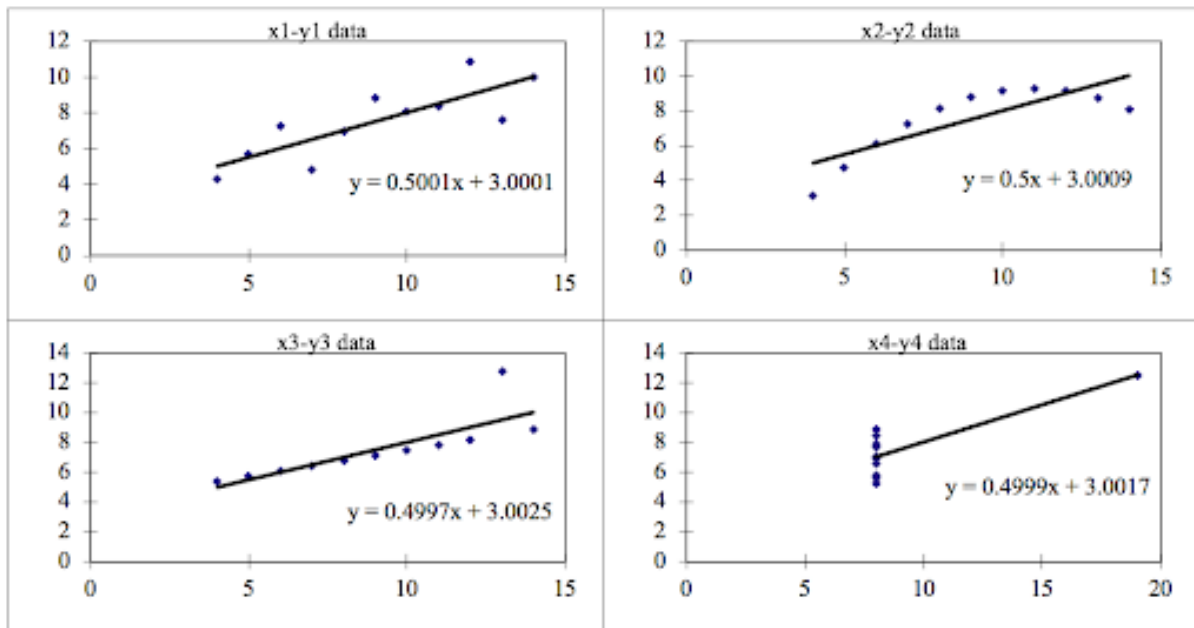 x1-y1 data
12
10
8
6
4
2
0
y = 0.5001x + 3.0001
0 5 10 15
x2-y2 data
12
10
8
6
4
2
0
y = 0.5x + 3.0009
0 5 10 15
x3-y3 data
14
12
10
8
6
4
2
0
y = 0.4997x + 3.0025
0 5 10 15
x4-y4 data
14
12
10
8
6
4
2
0
y = 0.4999x + 3.0017
0 5 10 15 20